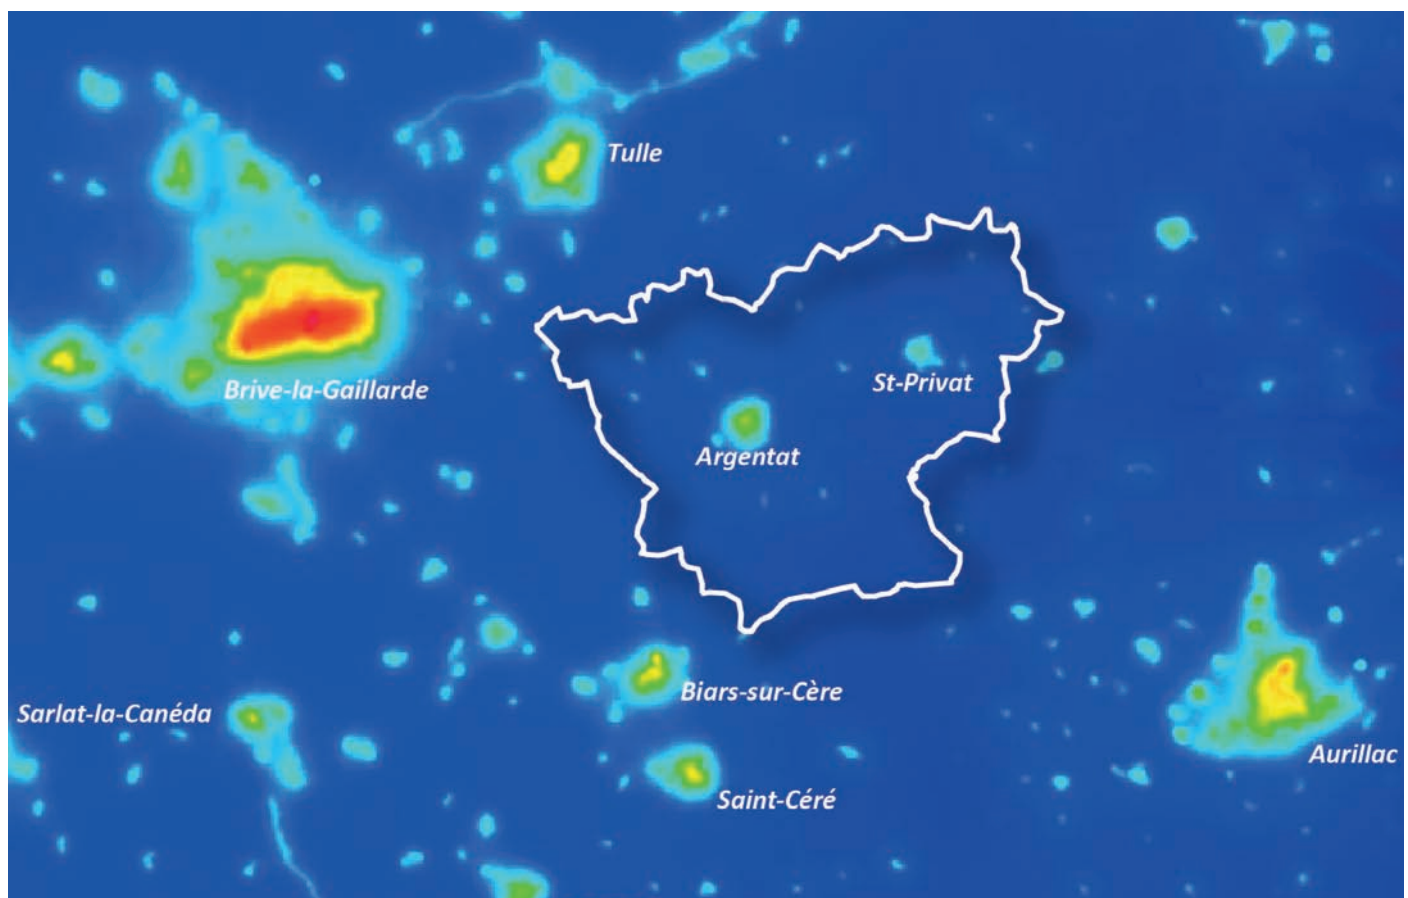 Tulle
Brive-la-Gaillarde
St-Privat
Argentat
Sarlat-la-Canéda
Biars-sur-Cère
Aurillac
Saint-Céré